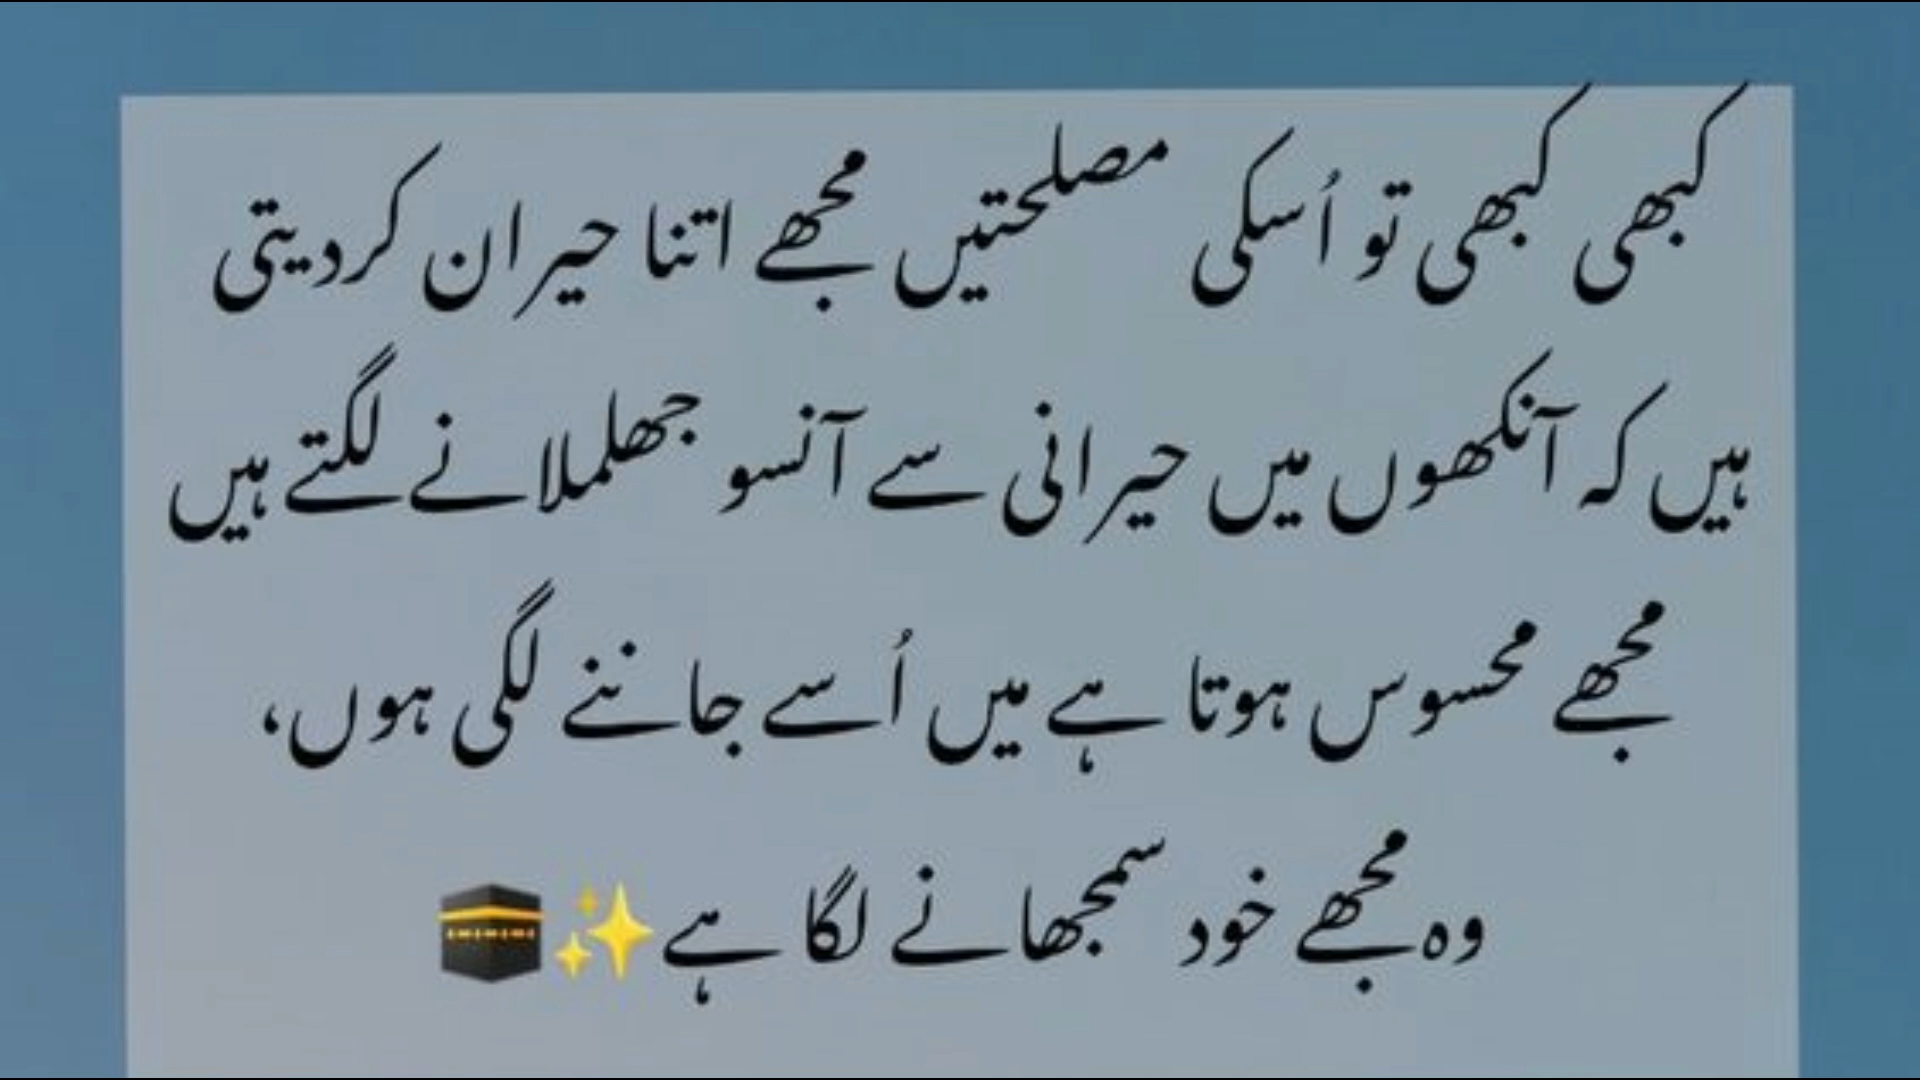 کبھی کبھی تو اُسکی مصلحتیں مجھے اتنا حیران کردیتی
ہیں کہ آنکھوں میں حیرانی سے آنسو جھلملانے لگتے ہیں
مجھے محسوس ہوتا ہے میں اُسے جاننے لگی ہوں،
وہ مجھے خود سمجھانے لگا ہے✨🕋